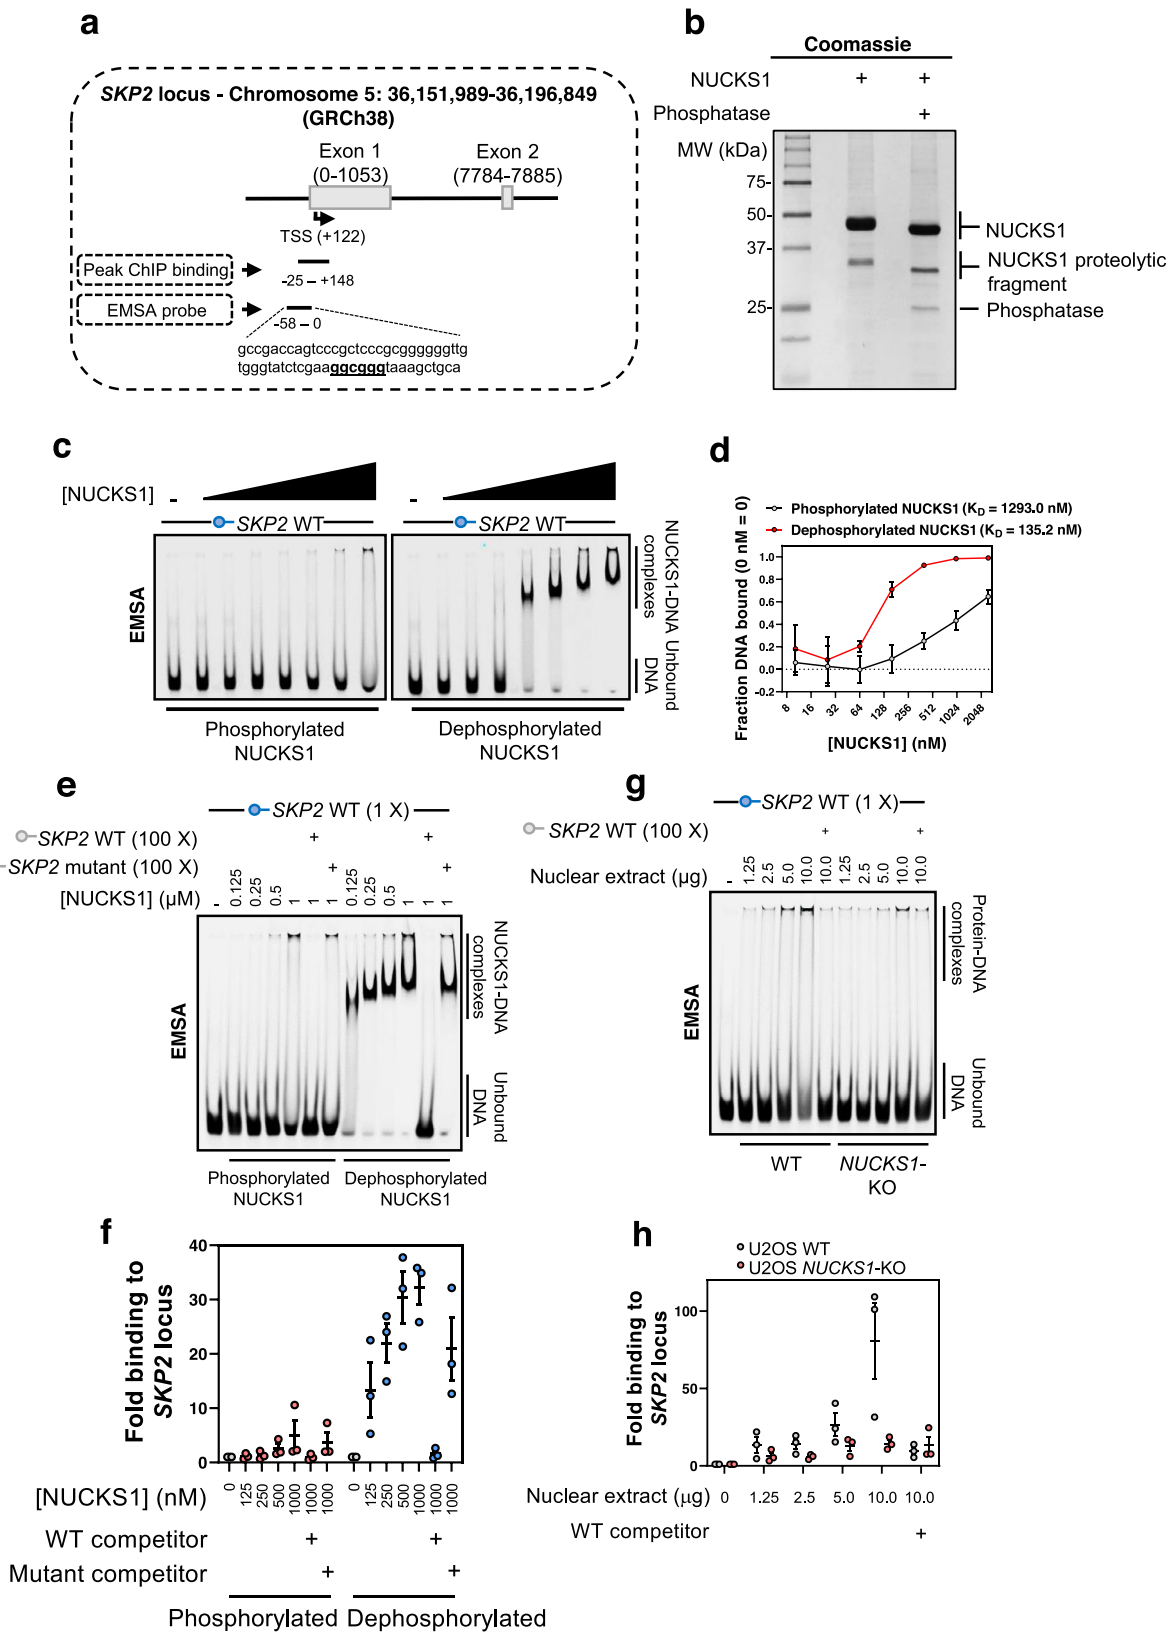 a
SKP2 locus - Chromosome 5: 36,151,989-36,196,849
(GRCh38)
Exon 1
(0-1053)
Exon 2
(7784-7885)
TSS (+122)
Peak ChIP binding
-25 – +148
EMSA probe
-58 – 0
gccgaccagtcccgctcccgcggggggttg
tgggtatctcgaaggcgggtaaagctgca
b
Coomassie
NUCKS1 + +
Phosphatase +
MW (kDa)
75-
50-
37-
25-
NUCKS1
NUCKS1 proteolytic
fragment
Phosphatase
c
[NUCKS1]
- -
SKP2 WT SKP2 WT
EMSA
NUCKS1-DNA
complexes
Unbound
DNA
Phosphorylated
NUCKS1
Dephosphorylated
NUCKS1
d
Phosphorylated NUCKS1 (KD = 1293.0 nM)
Dephosphorylated NUCKS1 (KD = 135.2 nM)
Fraction DNA bound (0 nM = 0)
1.0
0.8
0.6
0.4
0.2
0.0
-0.2
8 16 32 64 128 256 512 1024 2048
[NUCKS1] (nM)
e
SKP2 WT (1 X)
SKP2 WT (100 X) + +
SKP2 mutant (100 X) + +
[NUCKS1] (μM) - 0.125 0.25 0.5 1 1 1 0.125 0.25 0.5 1 1 1
EMSA
NUCKS1-DNA
complexes
Unbound
DNA
Phosphorylated
NUCKS1
Dephosphorylated
NUCKS1
g
SKP2 WT (1 X)
SKP2 WT (100 X) + +
Nuclear extract (μg) - 1.25 2.5 5.0 10.0 10.0 1.25 2.5 5.0 10.0 10.0
EMSA
Protein-DNA
complexes
Unbound
DNA
WT
NUCKS1-
KO
f
Fold binding to
SKP2 locus
40
30
20
10
0
[NUCKS1] (nM) 0 125 250 500 1000 1000 1000 0 125 250 500 1000 1000 1000
WT competitor + +
Mutant competitor + +
Phosphorylated Dephosphorylated
h
U2OS WT
U2OS NUCKS1-KO
Fold binding to
SKP2 locus
100
50
0
Nuclear extract (μg) 0 1.25 2.5 5.0 10.0 10.0
WT competitor +